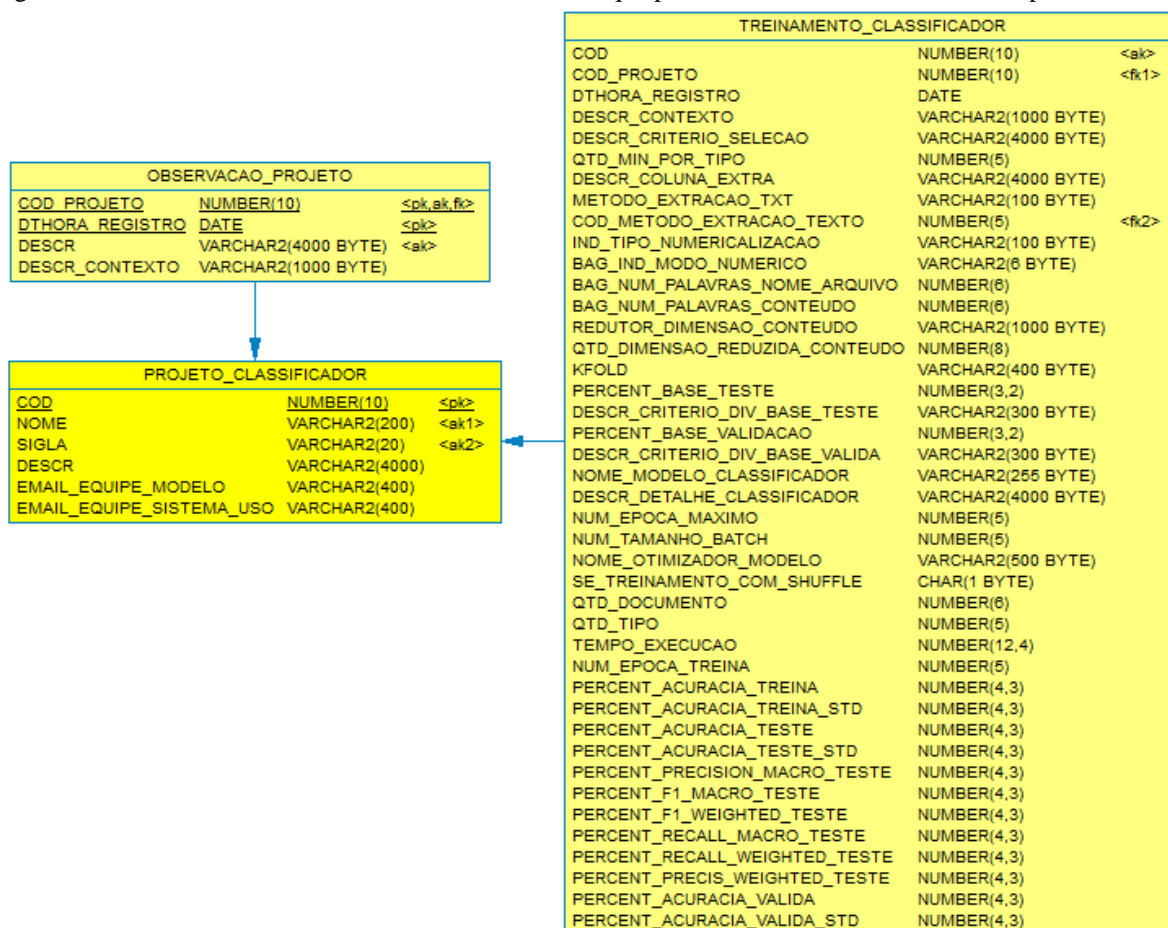 OBSERVACAO_PROJETO
COD_PROJETO NUMBER(10) <pk,ak,fk>
DTHORA_REGISTRO DATE <pk>
DESCR VARCHAR2(4000 BYTE) <ak>
DESCR_CONTEXTO VARCHAR2(1000 BYTE)
PROJETO_CLASSIFICADOR
COD NUMBER(10) <pk>
NOME VARCHAR2(200) <ak1>
SIGLA VARCHAR2(20) <ak2>
DESCR VARCHAR2(4000)
EMAIL_EQUIPE_MODELO VARCHAR2(400)
EMAIL_EQUIPE_SISTEMA_USO VARCHAR2(400)
TREINAMENTO_CLASSIFICADOR
COD NUMBER(10) <ak>
COD_PROJETO NUMBER(10) <fk1>
DTHORA_REGISTRO DATE
DESCR_CONTEXTO VARCHAR2(1000 BYTE)
DESCR_CRITERIO_SELECAO VARCHAR2(4000 BYTE)
QTD_MIN_POR_TIPO NUMBER(5)
DESCR_COLUNA_EXTRA VARCHAR2(4000 BYTE)
METODO_EXTRACAO_TXT VARCHAR2(100 BYTE)
COD_METODO_EXTRACAO_TEXTO NUMBER(5) <fk2>
IND_TIPO_NUMERICALIZACAO VARCHAR2(100 BYTE)
BAG_IND_MODO_NUMERICO VARCHAR2(6 BYTE)
BAG_NUM_PALAVRAS_NOME_ARQUIVO NUMBER(6)
BAG_NUM_PALAVRAS_CONTEUDO NUMBER(6)
REDUTOR_DIMENSAO_CONTEUDO VARCHAR2(1000 BYTE)
QTD_DIMENSAO_REDUZIDA_CONTEUDO NUMBER(8)
KFOLD VARCHAR2(400 BYTE)
PERCENT_BASE_TESTE NUMBER(3,2)
DESCR_CRITERIO_DIV_BASE_TESTE VARCHAR2(300 BYTE)
PERCENT_BASE_VALIDACAO NUMBER(3,2)
DESCR_CRITERIO_DIV_BASE_VALIDA VARCHAR2(300 BYTE)
NOME_MODELO_CLASSIFICADOR VARCHAR2(255 BYTE)
DESCR_DETALHE_CLASSIFICADOR VARCHAR2(4000 BYTE)
NUM_EPOCA_MAXIMO NUMBER(5)
NUM_TAMANHO_BATCH NUMBER(5)
NOME_OTIMIZADOR_MODELO VARCHAR2(500 BYTE)
SE_TREINAMENTO_COM_SHUFFLE CHAR(1 BYTE)
QTD_DOCUMENTO NUMBER(6)
QTD_TIPO NUMBER(5)
TEMPO_EXECUCAO NUMBER(12,4)
NUM_EPOCA_TREINA NUMBER(5)
PERCENT_ACURACIA_TREINA NUMBER(4,3)
PERCENT_ACURACIA_TREINA_STD NUMBER(4,3)
PERCENT_ACURACIA_TESTE NUMBER(4,3)
PERCENT_ACURACIA_TESTE_STD NUMBER(4,3)
PERCENT_PRECISION_MACRO_TESTE NUMBER(4,3)
PERCENT_F1_MACRO_TESTE NUMBER(4,3)
PERCENT_F1_WEIGHTED_TESTE NUMBER(4,3)
PERCENT_RECALL_MACRO_TESTE NUMBER(4,3)
PERCENT_RECALL_WEIGHTED_TESTE NUMBER(4,3)
PERCENT_PRECIS_WEIGHTED_TESTE NUMBER(4,3)
PERCENT_ACURACIA_VALIDA NUMBER(4,3)
PERCENT_ACURACIA_VALIDA_STD NUMBER(4,3)